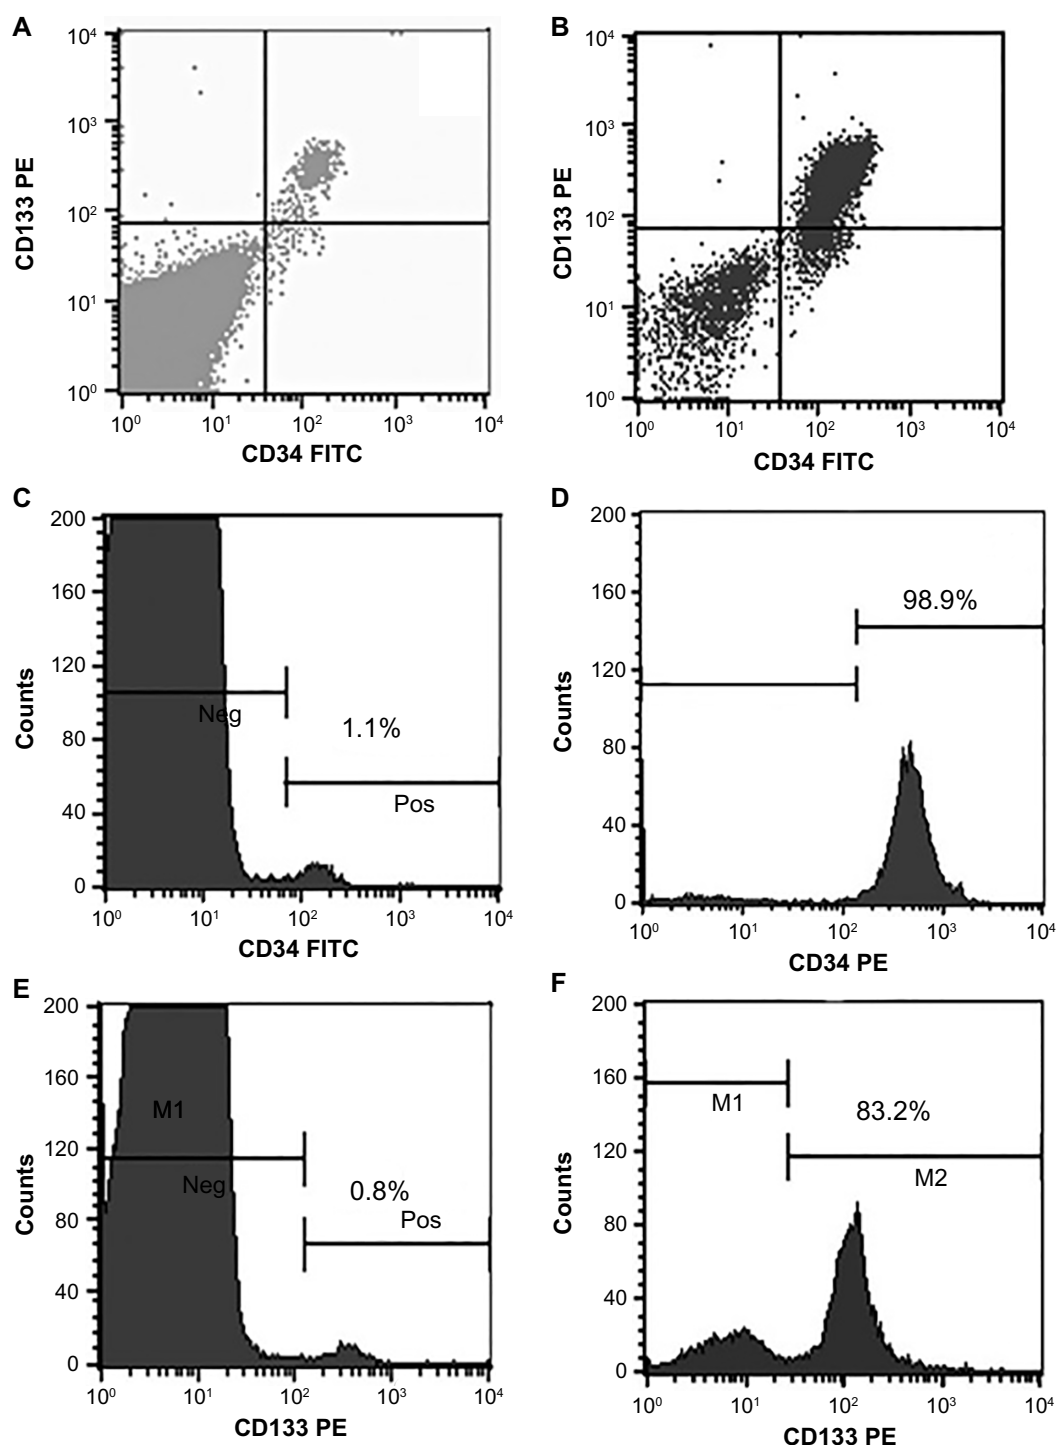 A
CD133 PE
10⁴
10³
10²
10¹
10⁰
10⁰ 10¹ 10² 10³ 10⁴
CD34 FITC
B
CD133 PE
10⁴
10³
10²
10¹
10⁰
10⁰ 10¹ 10² 10³ 10⁴
CD34 FITC
C
Counts
200
160
120
80
40
0
Neg
1.1%
Pos
10⁰ 10¹ 10² 10³ 10⁴
CD34 FITC
D
Counts
200
160
120
80
40
0
98.9%
10⁰ 10¹ 10² 10³ 10⁴
CD34 PE
E
Counts
200
160
120
80
40
0
M1
Neg
0.8%
Pos
10⁰ 10¹ 10² 10³ 10⁴
CD133 PE
F
Counts
200
160
120
80
40
0
M1
83.2%
M2
10⁰ 10¹ 10² 10³ 10⁴
CD133 PE